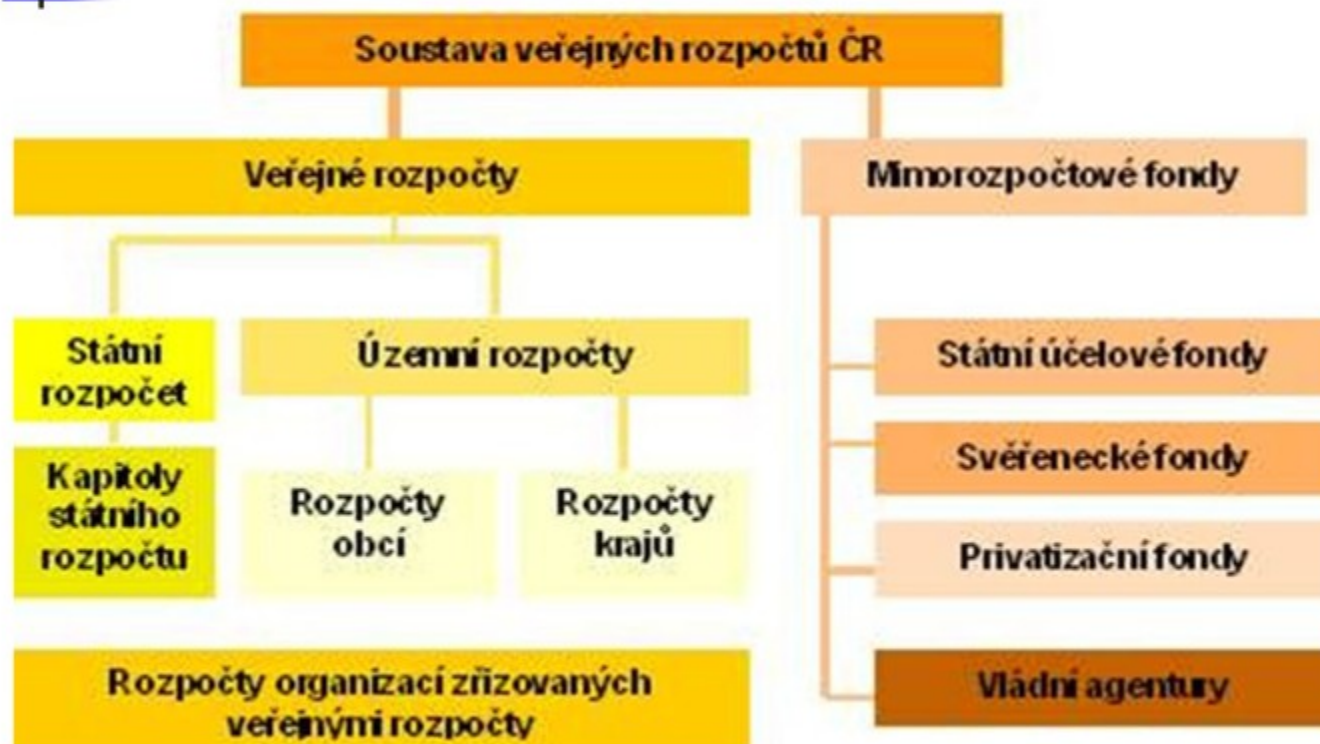 Soustava veřejných rozpočtů ČR
Veřejné rozpočty
Mimorozpočtové fondy
Státní
rozpočet
Územní rozpočty
Státní účelové fondy
Kapitoly
státního
rozpočtu
Rozpočty
obcí
Rozpočty
krajů
Svěřenecké fondy
Privatizační fondy
Rozpočty organizací zřizovaných
veřejnými rozpočty
Vládní agentury